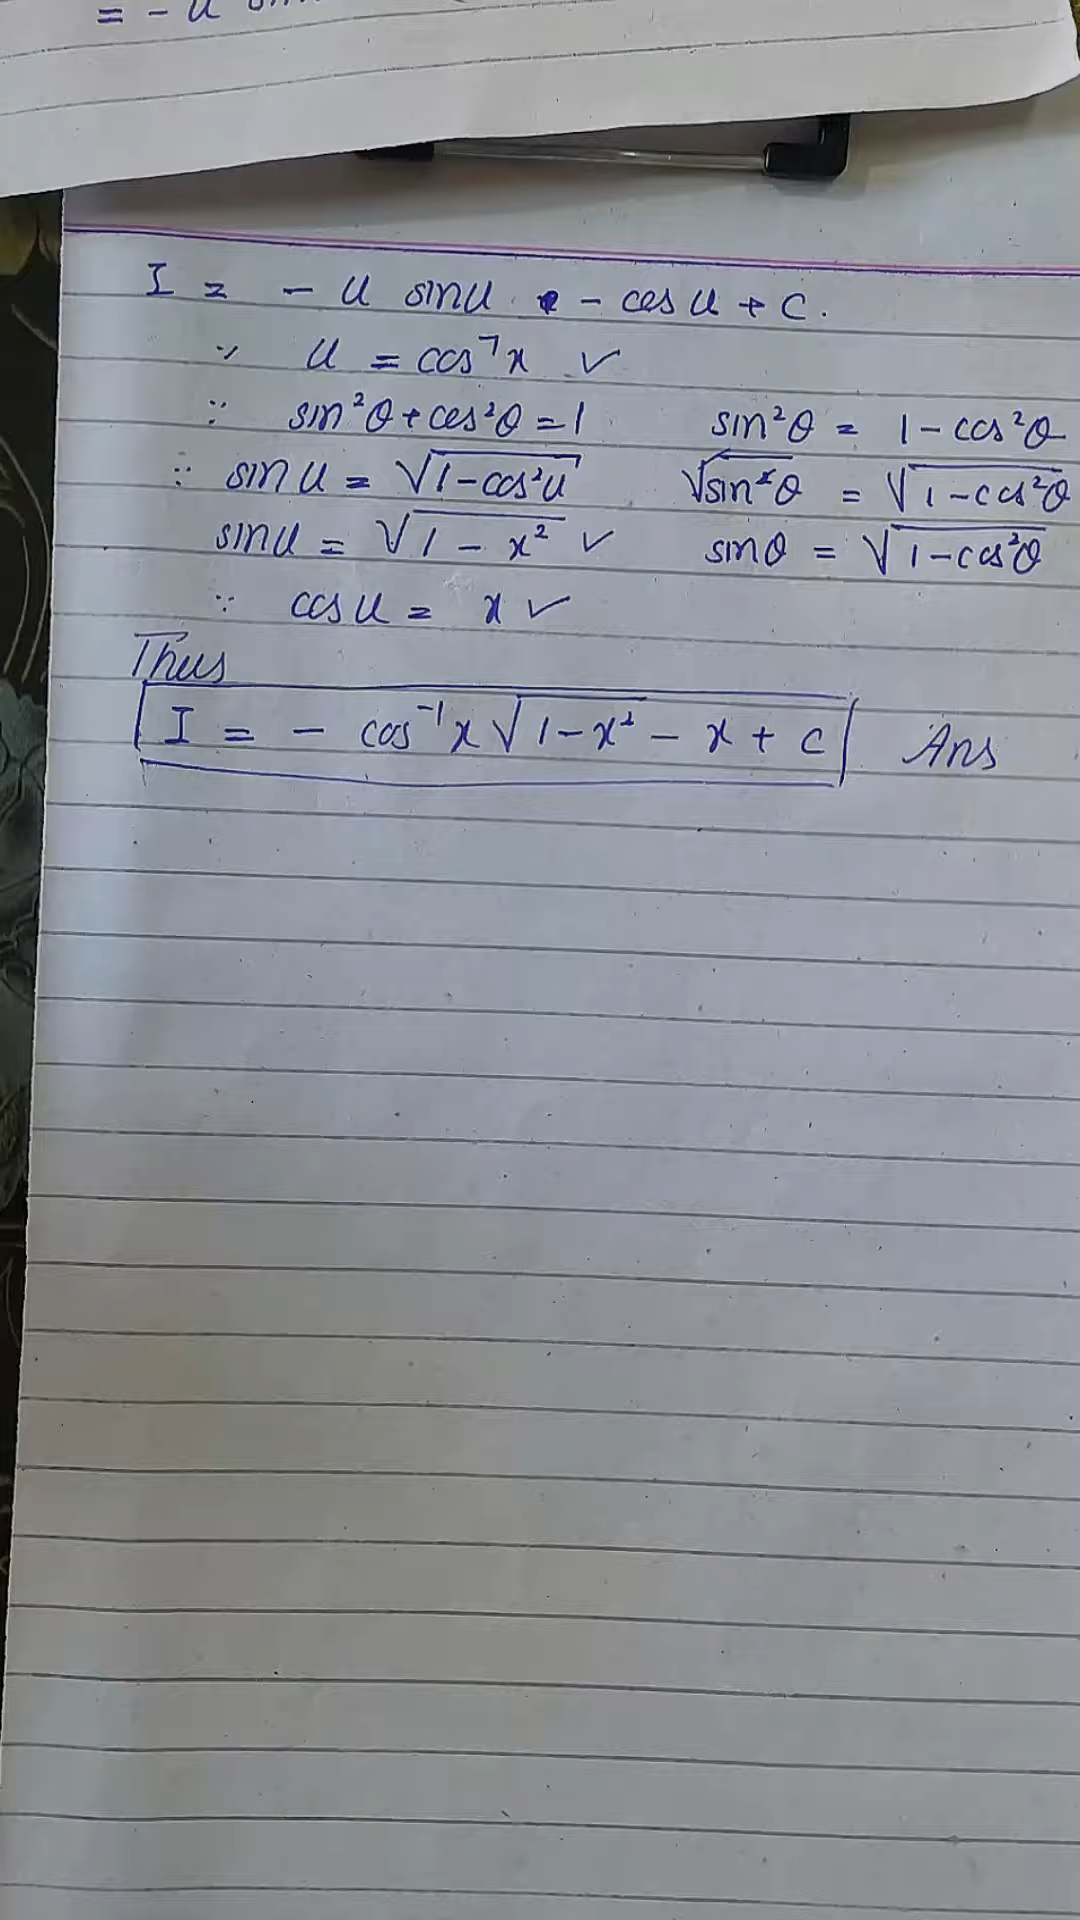 = - u
I = - u sinu - cos u + c.
∵ u = cos⁻¹x ✓
∵ sin²θ + cos²θ = 1 sin²θ = 1 - cos²θ
∵ sin u = √1-cos²u √sin²θ = √1-cos²θ
sinu = √1 - x² ✓ sinθ = √1-cos²θ
∵ cos u = x ✓
Thus
I = - cos⁻¹x √1-x² - x + c Ans